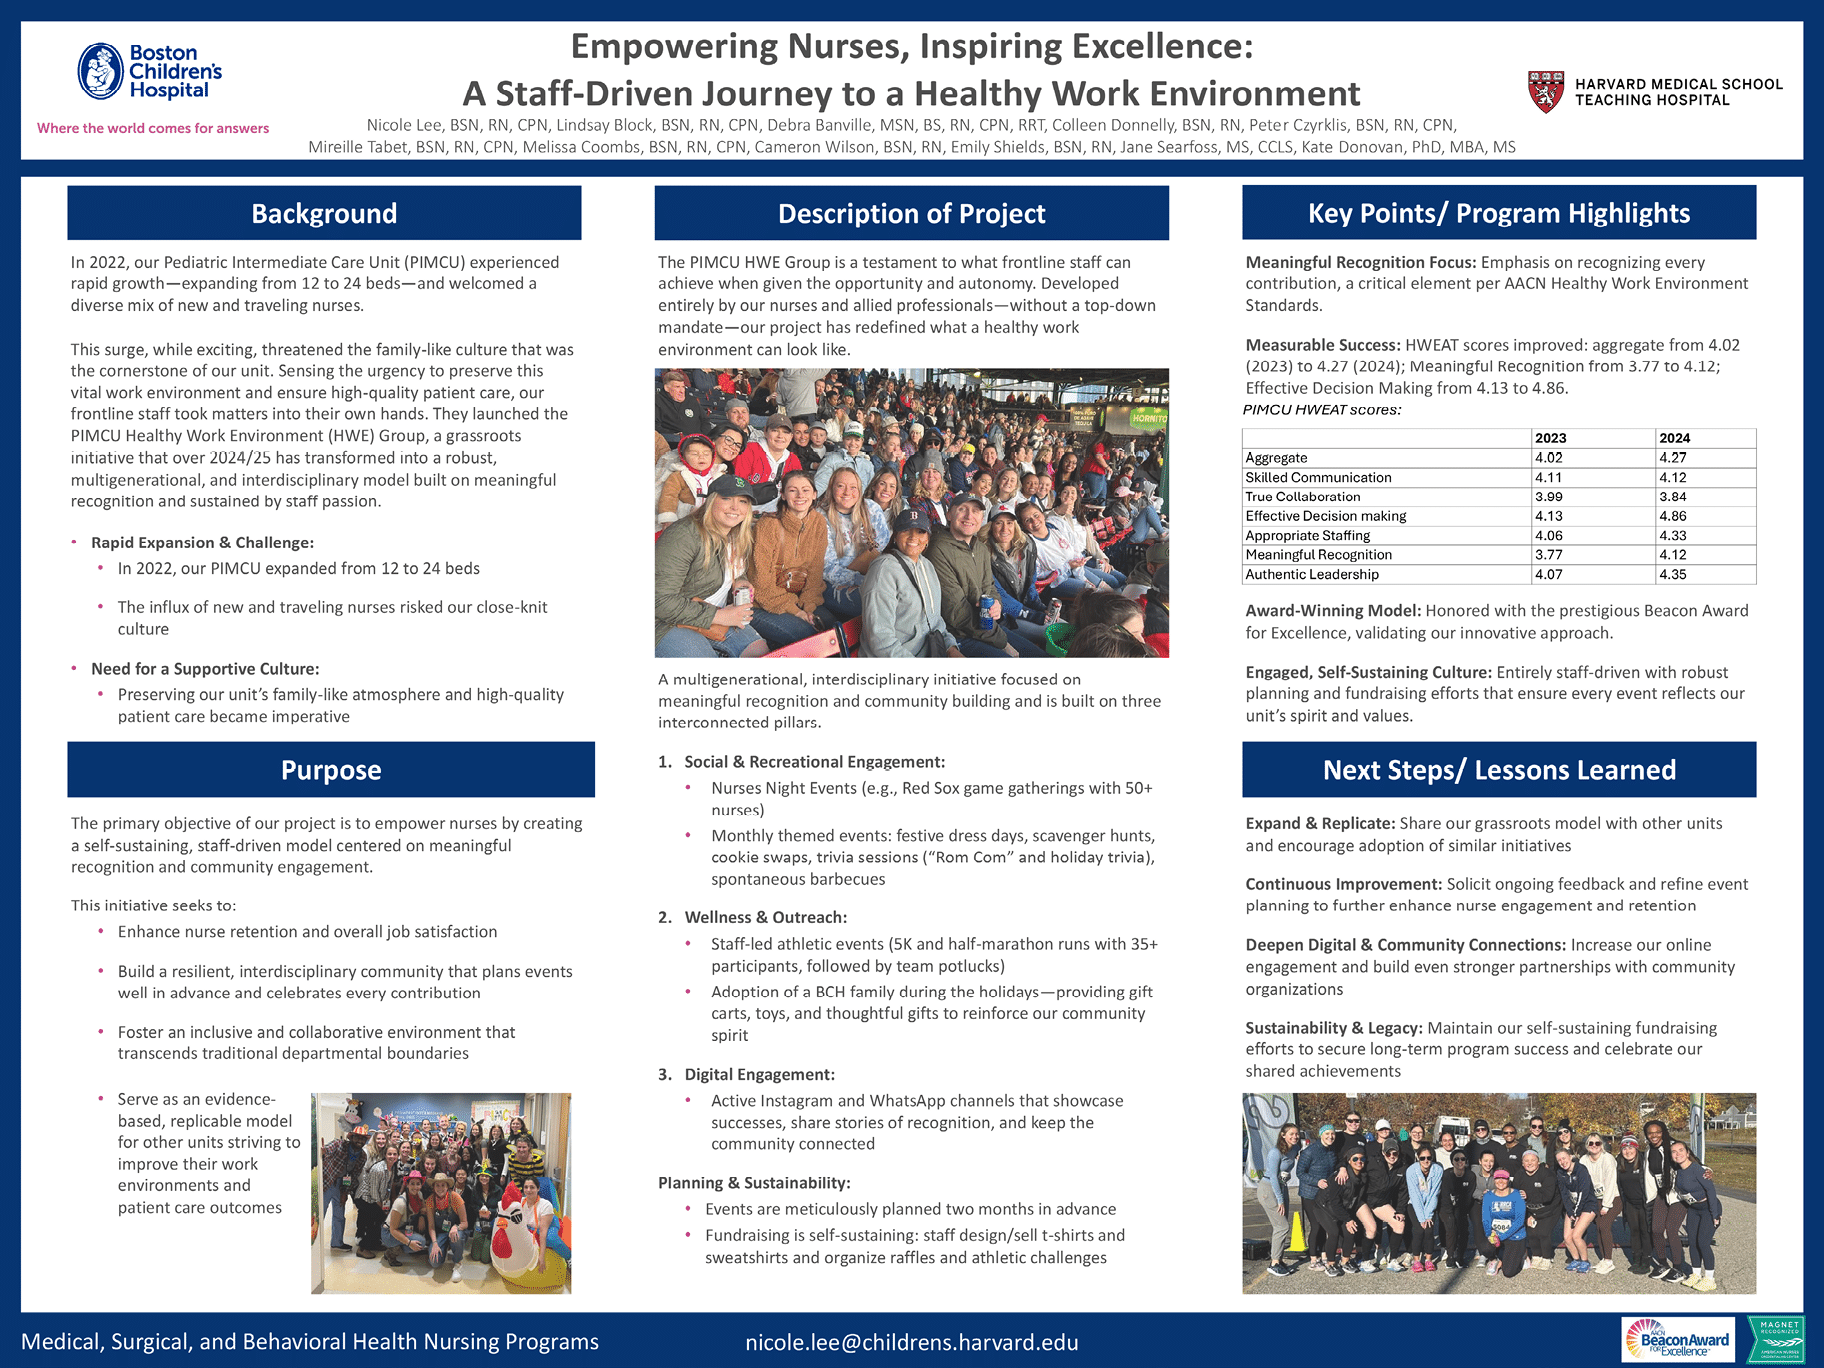 Boston
Children's
Hospital
Where the world comes for answers
Empowering Nurses, Inspiring Excellence:
A Staff-Driven Journey to a Healthy Work Environment
Nicole Lee, BSN, RN, CPN, Lindsay Block, BSN, RN, CPN, Debra Banville, MSN, BS, RN, CPN, RRT, Colleen Donnelly, BSN, RN, Peter Czyrklis, BSN, RN, CPN,
Mireille Tabet, BSN, RN, CPN, Melissa Coombs, BSN, RN, CPN, Cameron Wilson, BSN, RN, Emily Shields, BSN, RN, Jane Searfoss, MS, CCLS, Kate Donovan, PhD, MBA, MS
HARVARD MEDICAL SCHOOL
TEACHING HOSPITAL
Background
In 2022, our Pediatric Intermediate Care Unit (PIMCU) experienced
rapid growth—expanding from 12 to 24 beds—and welcomed a
diverse mix of new and traveling nurses.
This surge, while exciting, threatened the family-like culture that was
the cornerstone of our unit. Sensing the urgency to preserve this
vital work environment and ensure high-quality patient care, our
frontline staff took matters into their own hands. They launched the
PIMCU Healthy Work Environment (HWE) Group, a grassroots
initiative that over 2024/25 has transformed into a robust,
multigenerational, and interdisciplinary model built on meaningful
recognition and sustained by staff passion.
• Rapid Expansion & Challenge:
• In 2022, our PIMCU expanded from 12 to 24 beds
• The influx of new and traveling nurses risked our close-knit
culture
• Need for a Supportive Culture:
• Preserving our unit's family-like atmosphere and high-quality
patient care became imperative
Purpose
The primary objective of our project is to empower nurses by creating
a self-sustaining, staff-driven model centered on meaningful
recognition and community engagement.
This initiative seeks to:
• Enhance nurse retention and overall job satisfaction
• Build a resilient, interdisciplinary community that plans events
well in advance and celebrates every contribution
• Foster an inclusive and collaborative environment that
transcends traditional departmental boundaries
• Serve as an evidence-
based, replicable model
for other units striving to
improve their work
environments and
patient care outcomes
Description of Project
The PIMCU HWE Group is a testament to what frontline staff can
achieve when given the opportunity and autonomy. Developed
entirely by our nurses and allied professionals—without a top-down
mandate—our project has redefined what a healthy work
environment can look like.
HORNITO
A multigenerational, interdisciplinary initiative focused on
meaningful recognition and community building and is built on three
interconnected pillars.
1. Social & Recreational Engagement:
• Nurses Night Events (e.g., Red Sox game gatherings with 50+
nurses)
• Monthly themed events: festive dress days, scavenger hunts,
cookie swaps, trivia sessions (“Rom Com” and holiday trivia),
spontaneous barbecues
2. Wellness & Outreach:
• Staff-led athletic events (5K and half-marathon runs with 35+
participants, followed by team potlucks)
• Adoption of a BCH family during the holidays—providing gift
carts, toys, and thoughtful gifts to reinforce our community
spirit
3. Digital Engagement:
• Active Instagram and WhatsApp channels that showcase
successes, share stories of recognition, and keep the
community connected
Planning & Sustainability:
• Events are meticulously planned two months in advance
• Fundraising is self-sustaining: staff design/sell t-shirts and
sweatshirts and organize raffles and athletic challenges
Key Points/ Program Highlights
Meaningful Recognition Focus: Emphasis on recognizing every
contribution, a critical element per AACN Healthy Work Environment
Standards.
Measurable Success: HWEAT scores improved: aggregate from 4.02
(2023) to 4.27 (2024); Meaningful Recognition from 3.77 to 4.12;
Effective Decision Making from 4.13 to 4.86.
PIMCU HWEAT scores:
2023 2024
Aggregate 4.02 4.27
Skilled Communication 4.11 4.12
True Collaboration 3.99 3.84
Effective Decision making 4.13 4.86
Appropriate Staffing 4.06 4.33
Meaningful Recognition 3.77 4.12
Authentic Leadership 4.07 4.35
Award-Winning Model: Honored with the prestigious Beacon Award
for Excellence, validating our innovative approach.
Engaged, Self-Sustaining Culture: Entirely staff-driven with robust
planning and fundraising efforts that ensure every event reflects our
unit's spirit and values.
Next Steps/ Lessons Learned
Expand & Replicate: Share our grassroots model with other units
and encourage adoption of similar initiatives
Continuous Improvement: Solicit ongoing feedback and refine event
planning to further enhance nurse engagement and retention
Deepen Digital & Community Connections: Increase our online
engagement and build even stronger partnerships with community
organizations
Sustainability & Legacy: Maintain our self-sustaining fundraising
efforts to secure long-term program success and celebrate our
shared achievements
Medical, Surgical, and Behavioral Health Nursing Programs
nicole.lee@childrens.harvard.edu
AACN
BeaconAward
FOR Excellence
MAGNET
RECOGNIZED